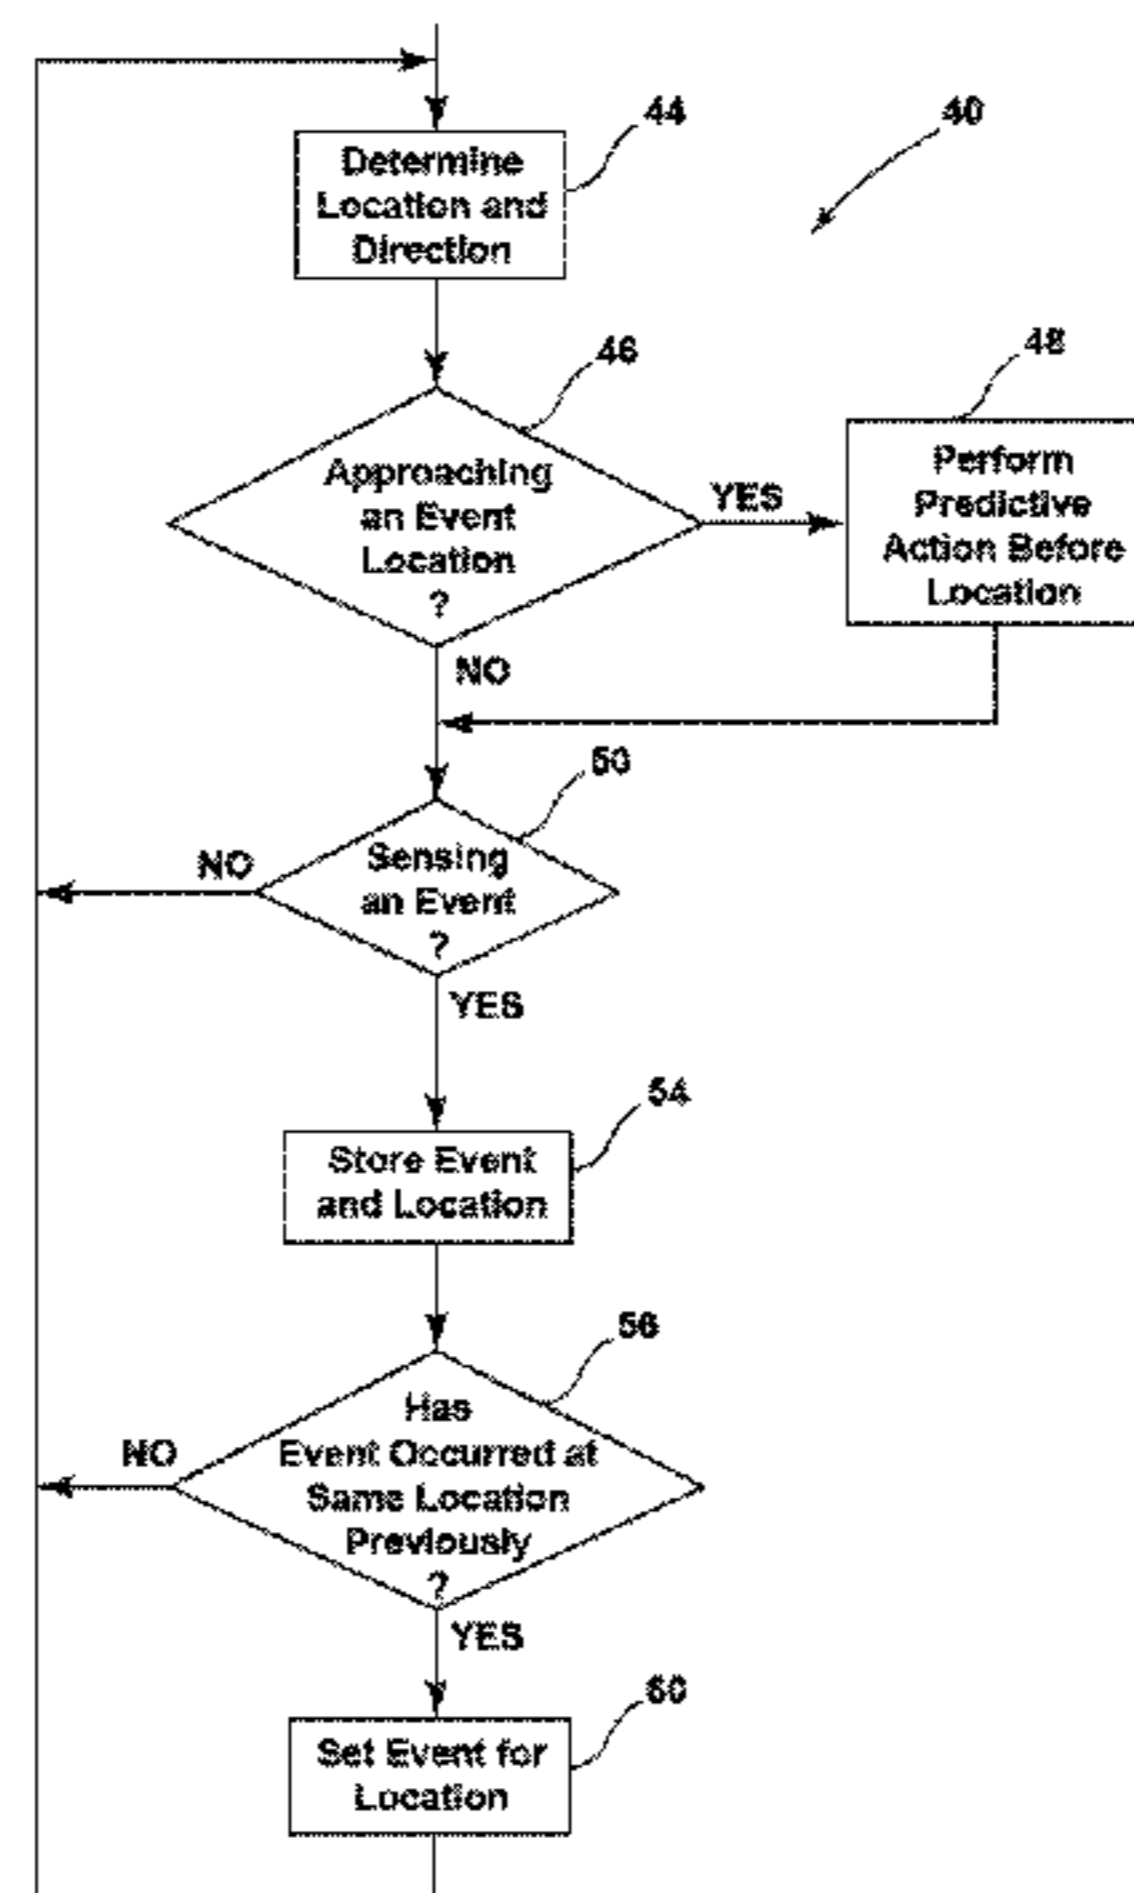 44
40
Determine
Location and
Direction
46
48
Approaching
an Event
Location
?
YES
Perform
Predictive
Action Before
Location
NO
50
Sensing
an Event
?
NO
YES
54
Store Event
and Location
56
Has
Event Occurred at
Same Location
Previously
?
NO
YES
60
Set Event for
Location